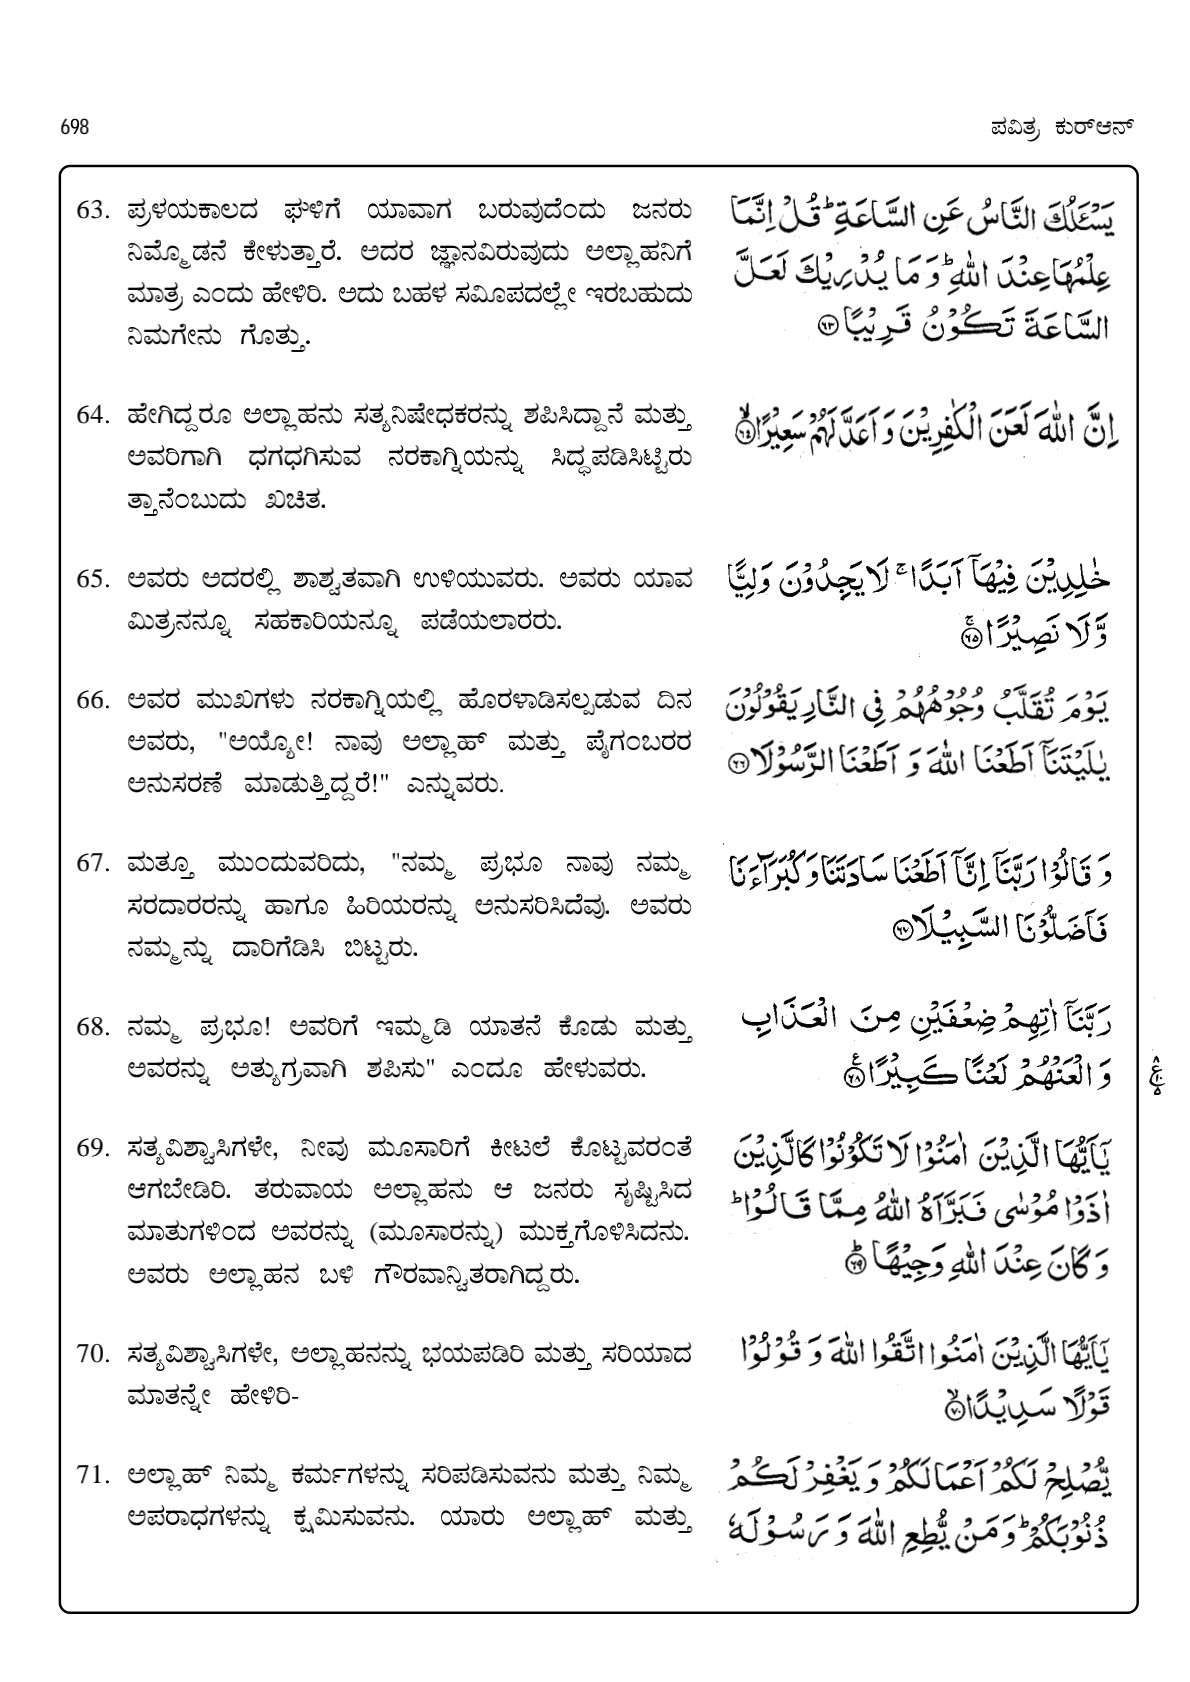 698
ಪವಿತ್ರ ಕುರ್‌ಆನ್
63. ಪ್ರಳಯಕಾಲದ ಘಳಿಗೆ ಯಾವಾಗ ಬರುವುದೆಂದು ಜನರು
ನಿಮ್ಮೊಡನೆ ಕೇಳುತ್ತಾರೆ. ಅದರ ಜ್ಞಾನವಿರುವುದು ಅಲ್ಲಾಹನಿಗೆ
ಮಾತ್ರ ಎಂದು ಹೇಳಿರಿ. ಅದು ಬಹಳ ಸಮೀಪದಲ್ಲೇ ಇರಬಹುದು
ನಿಮಗೇನು ಗೊತ್ತು.
يَسْـَٔلُكَ النَّاسُ عَنِ السَّاعَةِ ؕ قُلْ اِنَّمَا
عِلْمُهَا عِنْدَ اللّٰهِ ؕ وَ مَا يُدْرِيْكَ لَعَلَّ
السَّاعَةَ تَكُوْنُ قَرِيْبًا ﴿٦٣﴾
64. ಹೇಗಿದ್ದರೂ ಅಲ್ಲಾಹನು ಸತ್ಯನಿಷೇಧಕರನ್ನು ಶಪಿಸಿದ್ದಾನೆ ಮತ್ತು
ಅವರಿಗಾಗಿ ಧಗಧಗಿಸುವ ನರಕಾಗ್ನಿಯನ್ನು ಸಿದ್ಧಪಡಿಸಿಟ್ಟಿರು
ತ್ತಾನೆಂಬುದು ಖಚಿತ.
اِنَّ اللّٰهَ لَعَنَ الْكٰفِرِيْنَ وَ اَعَدَّ لَهُمْ سَعِيْرًا ﴿٦٤﴾ۙ
65. ಅವರು ಅದರಲ್ಲಿ ಶಾಶ್ವತವಾಗಿ ಉಳಿಯುವರು. ಅವರು ಯಾವ
ಮಿತ್ರನನ್ನೂ ಸಹಕಾರಿಯನ್ನೂ ಪಡೆಯಲಾರರು.
خٰلِدِيْنَ فِيْهَاۤ اَبَدًا ۚ لَا يَجِدُوْنَ وَلِيًّا
وَّلَا نَصِيْرًا ﴿٦٥﴾ۚ
66. ಅವರ ಮುಖಗಳು ನರಕಾಗ್ನಿಯಲ್ಲಿ ಹೊರಳಾಡಿಸಲ್ಪಡುವ ದಿನ
ಅವರು, "ಅಯ್ಯೋ! ನಾವು ಅಲ್ಲಾಹ್ ಮತ್ತು ಪೈಗಂಬರರ
ಅನುಸರಣೆ ಮಾಡುತ್ತಿದ್ದರೆ!" ಎನ್ನುವರು.
يَوْمَ تُقَلَّبُ وُجُوْهُهُمْ فِي النَّارِ يَقُوْلُوْنَ
يٰلَيْتَنَاۤ اَطَعْنَا اللّٰهَ وَ اَطَعْنَا الرَّسُوْلَا ﴿٦٦﴾
67. ಮತ್ತೂ ಮುಂದುವರಿದು, "ನಮ್ಮ ಪ್ರಭೂ ನಾವು ನಮ್ಮ
ಸರದಾರರನ್ನು ಹಾಗೂ ಹಿರಿಯರನ್ನು ಅನುಸರಿಸಿದೆವು. ಅವರು
ನಮ್ಮನ್ನು ದಾರಿಗೆಡಿಸಿ ಬಿಟ್ಟರು.
وَ قَالُوْا رَبَّنَاۤ اِنَّاۤ اَطَعْنَا سَادَتَنَا وَ كُبَرَآءَنَا
فَاَضَلُّوْنَا السَّبِيْلَا ﴿٦٧﴾
68. ನಮ್ಮ ಪ್ರಭೂ! ಅವರಿಗೆ ಇಮ್ಮಡಿ ಯಾತನೆ ಕೊಡು ಮತ್ತು
ಅವರನ್ನು ಅತ್ಯುಗ್ರವಾಗಿ ಶಪಿಸು" ಎಂದೂ ಹೇಳುವರು.
رَبَّنَاۤ اٰتِهِمْ ضِعْفَيْنِ مِنَ الْعَذَابِ
وَ الْعَنْهُمْ لَعْنًا كَبِيْرًا ﴿٦٨﴾
69. ಸತ್ಯವಿಶ್ವಾಸಿಗಳೇ, ನೀವು ಮೂಸಾರಿಗೆ ಕೀಟಲೆ ಕೊಟ್ಟವರಂತೆ
ಆಗಬೇಡಿರಿ. ತರುವಾಯ ಅಲ್ಲಾಹನು ಆ ಜನರು ಸೃಷ್ಟಿಸಿದ
ಮಾತುಗಳಿಂದ ಅವರನ್ನು (ಮೂಸಾರನ್ನು) ಮುಕ್ತಗೊಳಿಸಿದನು.
ಅವರು ಅಲ್ಲಾಹನ ಬಳಿ ಗೌರವಾನ್ವಿತರಾಗಿದ್ದರು.
يٰۤاَيُّهَا الَّذِيْنَ اٰمَنُوْا لَا تَكُوْنُوْا كَالَّذِيْنَ
اٰذَوْا مُوْسٰى فَبَرَّاَهُ اللّٰهُ مِمَّا قَالُوْا ؕ
وَ كَانَ عِنْدَ اللّٰهِ وَجِيْهًا ﴿٦٩﴾ؕ
70. ಸತ್ಯವಿಶ್ವಾಸಿಗಳೇ, ಅಲ್ಲಾಹನನ್ನು ಭಯಪಡಿರಿ ಮತ್ತು ಸರಿಯಾದ
ಮಾತನ್ನೇ ಹೇಳಿರಿ-
يٰۤاَيُّهَا الَّذِيْنَ اٰمَنُوا اتَّقُوا اللّٰهَ وَ قُوْلُوْا
قَوْلًا سَدِيْدًا ﴿٧٠﴾ۙ
71. ಅಲ್ಲಾಹ್ ನಿಮ್ಮ ಕರ್ಮಗಳನ್ನು ಸರಿಪಡಿಸುವನು ಮತ್ತು ನಿಮ್ಮ
ಅಪರಾಧಗಳನ್ನು ಕ್ಷಮಿಸುವನು. ಯಾರು ಅಲ್ಲಾಹ್ ಮತ್ತು
يُّصْلِحْ لَكُمْ اَعْمَالَكُمْ وَ يَغْفِرْ لَكُمْ
ذُنُوْبَكُمْ ؕ وَ مَنْ يُّطِعِ اللّٰهَ وَ رَسُوْلَهٗ